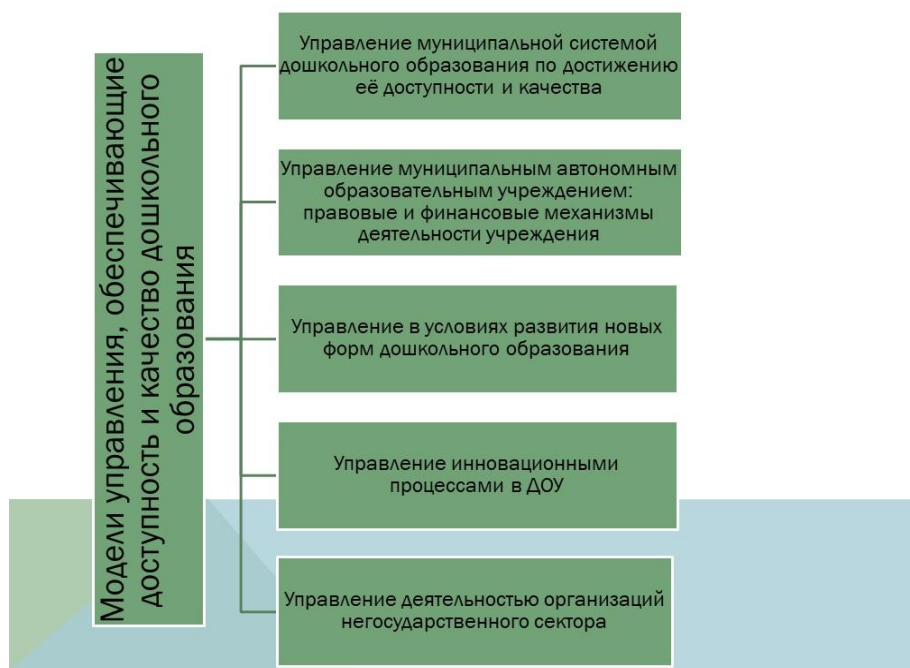 Модели управления, обеспечивающие
доступность и качество дошкольного
образования
Управление муниципальной системой
дошкольного образования по достижению
её доступности и качества
Управление муниципальным автономным
образовательным учреждением:
правовые и финансовые механизмы
деятельности учреждения
Управление в условиях развития новых
форм дошкольного образования
Управление инновационными
процессами в ДОУ
Управление деятельностью организаций
негосударственного сектора